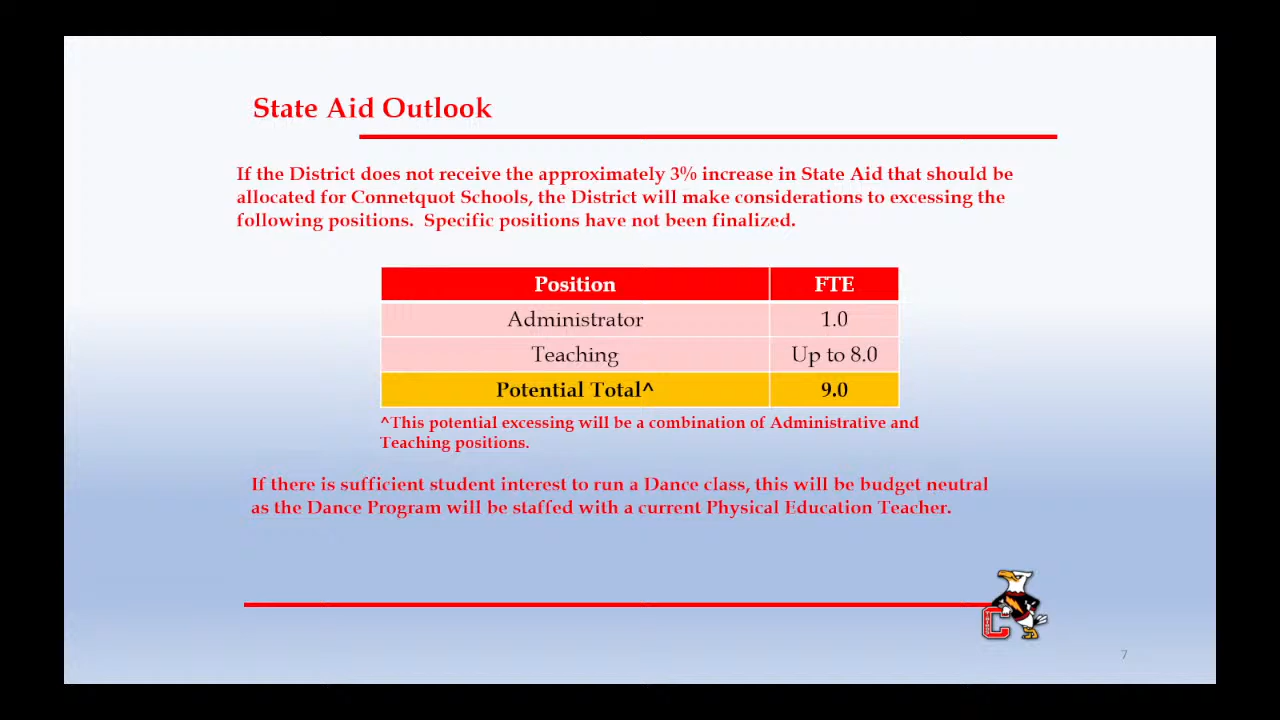 State Aid Outlook
If the District does not receive the approximately 3% increase in State Aid that should be
allocated for Connetquot Schools, the District will make considerations to excessing the
following positions.  Specific positions have not been finalized.
Position FTE
Administrator 1.0
Teaching Up to 8.0
Potential Total^ 9.0
^This potential excessing will be a combination of Administrative and
Teaching positions.
If there is sufficient student interest to run a Dance class, this will be budget neutral
as the Dance Program will be staffed with a current Physical Education Teacher.
C
7